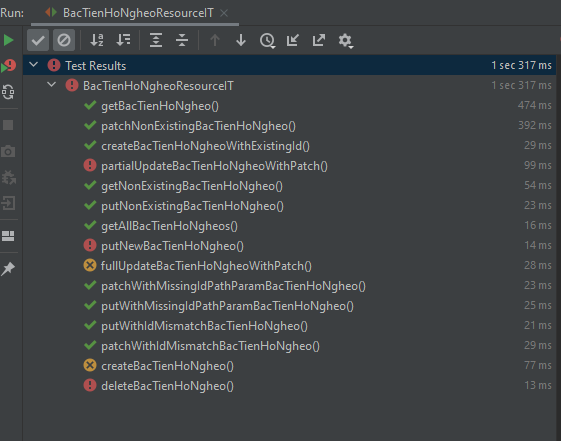 Run: BacTienHoNgheoResourceIT
Test Results 1 sec 317 ms
BacTienHoNgheoResourceIT 1 sec 317 ms
getBacTienHoNgheo() 474 ms
patchNonExistingBacTienHoNgheo() 392 ms
createBacTienHoNgheoWithExistingId() 29 ms
partialUpdateBacTienHoNgheoWithPatch() 99 ms
getNonExistingBacTienHoNgheo() 54 ms
putNonExistingBacTienHoNgheo() 23 ms
getAllBacTienHoNgheos() 16 ms
putNewBacTienHoNgheo() 14 ms
fullUpdateBacTienHoNgheoWithPatch() 28 ms
patchWithMissingIdPathParamBacTienHoNgheo() 23 ms
putWithMissingIdPathParamBacTienHoNgheo() 25 ms
putWithIdMismatchBacTienHoNgheo() 21 ms
patchWithIdMismatchBacTienHoNgheo() 29 ms
createBacTienHoNgheo() 77 ms
deleteBacTienHoNgheo() 13 ms